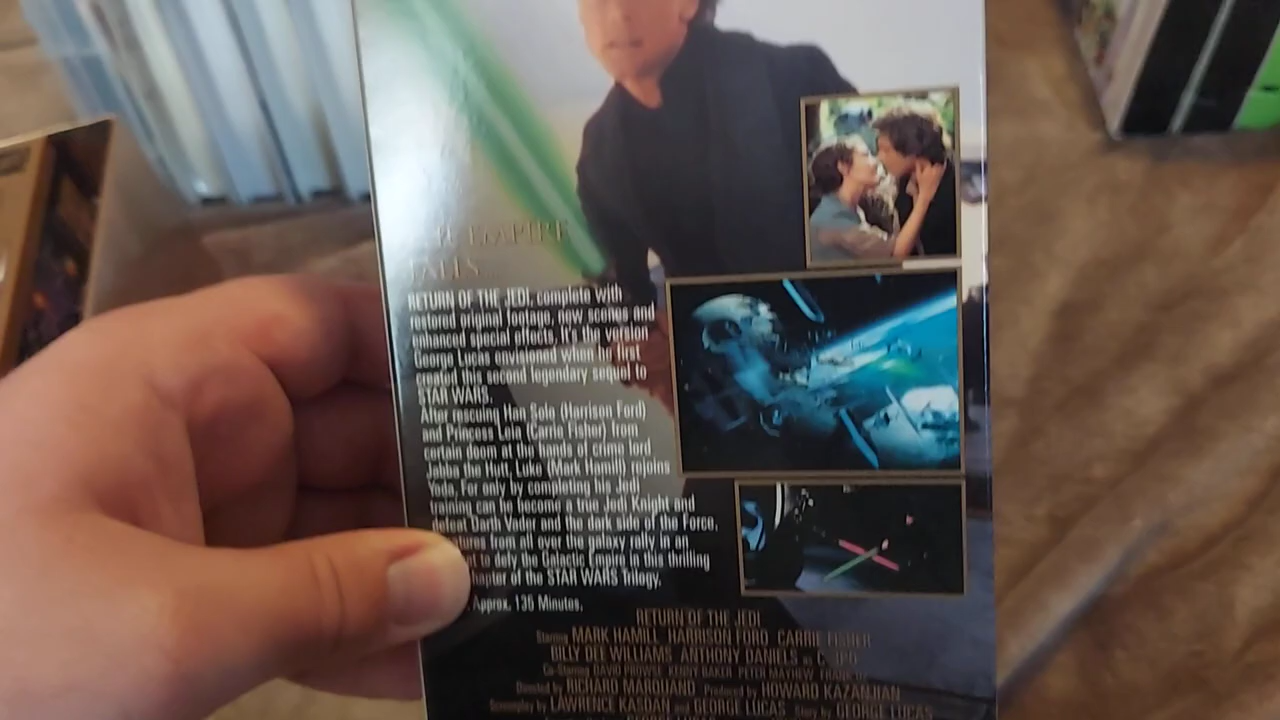 EMPIRE
FALLS...
RETURN OF THE JEDI, complete with
restored original footage, new scenes and
enhanced special effects. It's the version
George Lucas envisioned when he first
created this second legendary sequel to
STAR WARS.
After rescuing Han Solo (Harrison Ford)
and Princess Leia (Carrie Fisher) from
certain doom at the hands of crime lord
Jabba the Hutt, Luke (Mark Hamill) rejoins
Yoda. For only by completing his Jedi
training can he become a true Jedi Knight and
defeat Darth Vader and the dark side of the Force.
from all over the galaxy rally in an
the Galactic Empire in this thrilling
chapter of the STAR WARS Trilogy.
Approx. 135 Minutes.
RETURN OF THE JEDI
Starring MARK HAMILL HARRISON FORD CARRIE FISHER
BILLY DEE WILLIAMS ANTHONY DANIELS as
Co-Starring DAVID PROWSE KENNY BAKER PETER MAYHEW
Directed by RICHARD MARQUAND Produced by HOWARD KAZANJIAN
Screenplay by LAWRENCE KASDAN and GEORGE LUCAS Story by GEORGE LUCAS